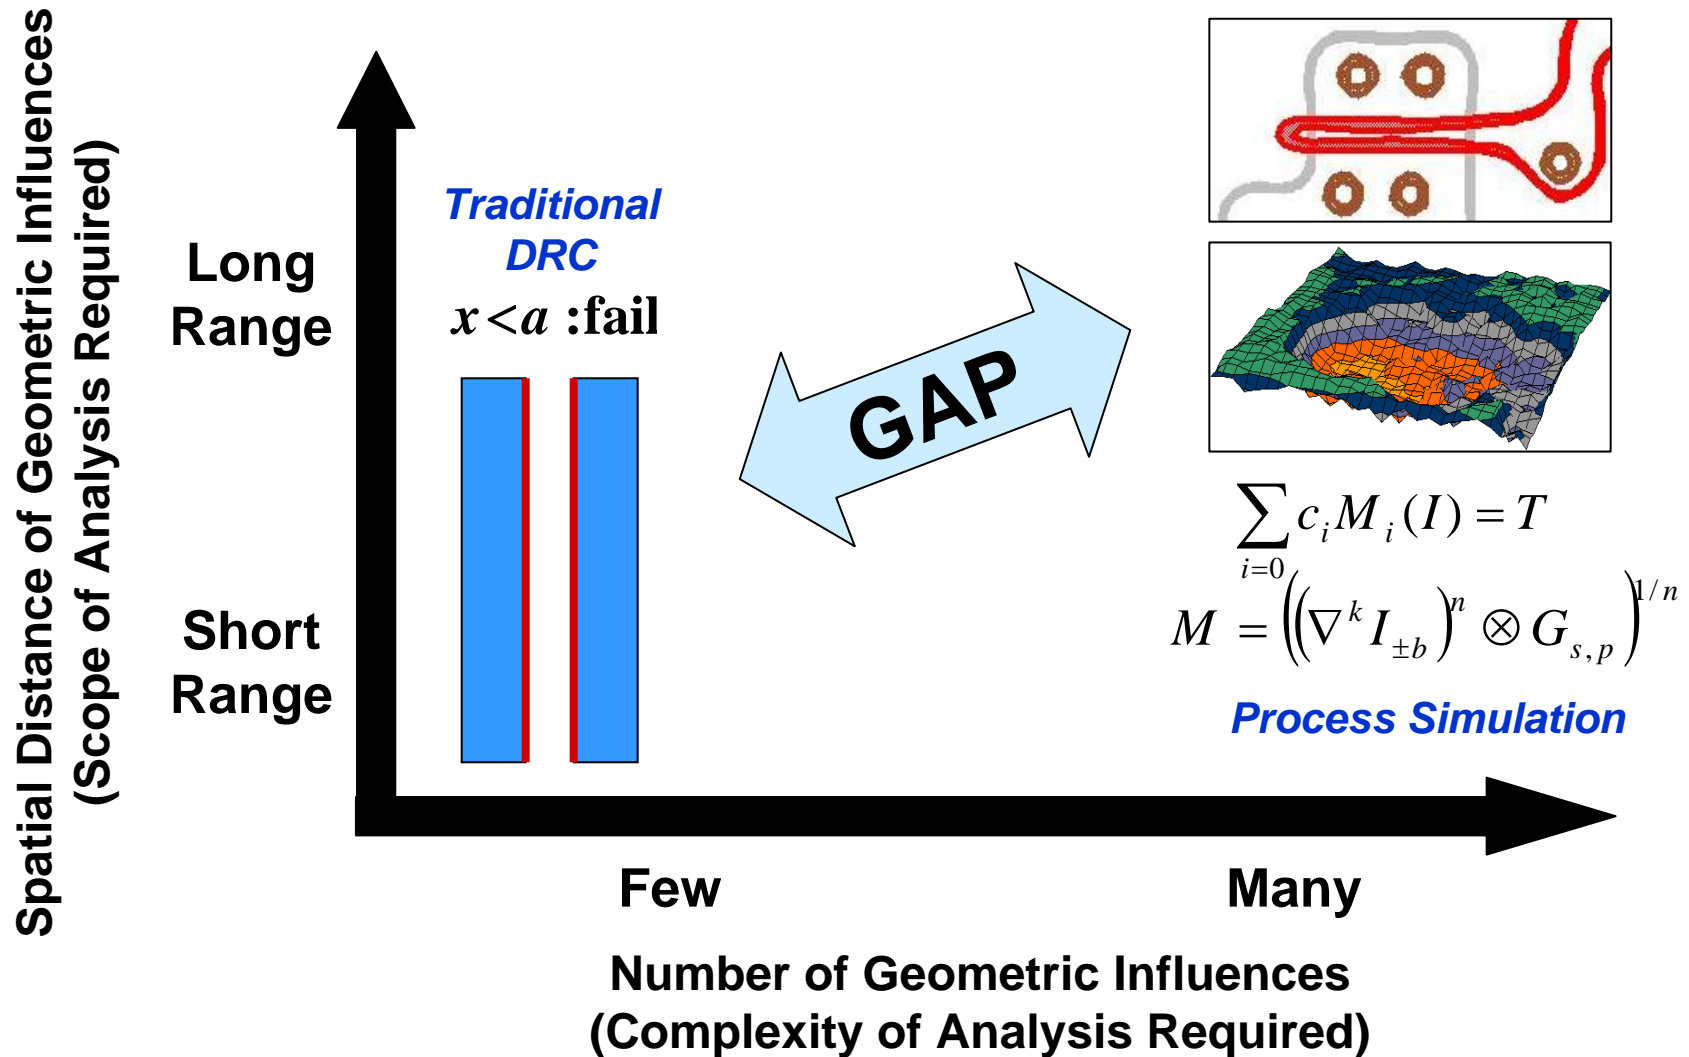 Spatial Distance of Geometric Influences
(Scope of Analysis Required)
Long
Range
Short
Range
Traditional
DRC
x<a :fail
GAP
∑ c_i M_i (I) = T
i=0
M = ((∇^k I_{±b})^n ⊗ G_{s,p})^{1/n}
Process Simulation
Few
Many
Number of Geometric Influences
(Complexity of Analysis Required)